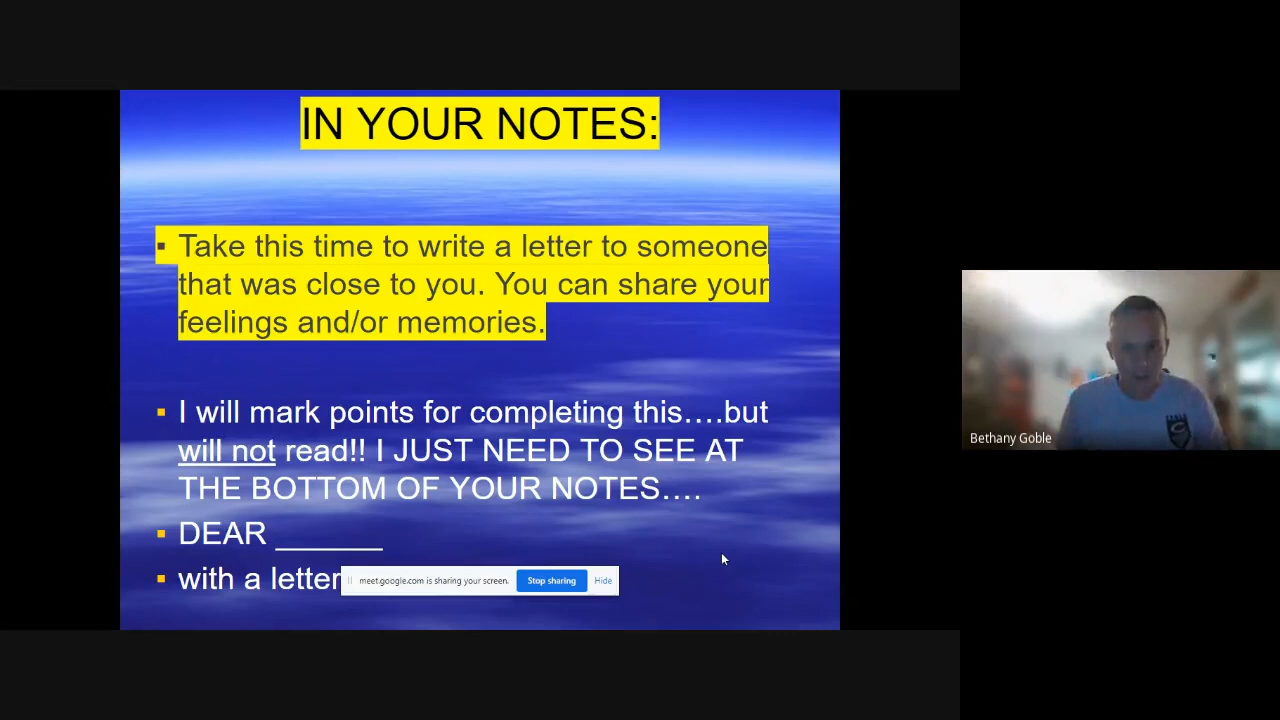 IN YOUR NOTES:
▪ Take this time to write a letter to someone
that was close to you. You can share your
feelings and/or memories.
▪ I will mark points for completing this….but
will not read!! I JUST NEED TO SEE AT
THE BOTTOM OF YOUR NOTES….
▪ DEAR ______
▪ with a letter
meet.google.com is sharing your screen. Stop sharing Hide
Bethany Goble